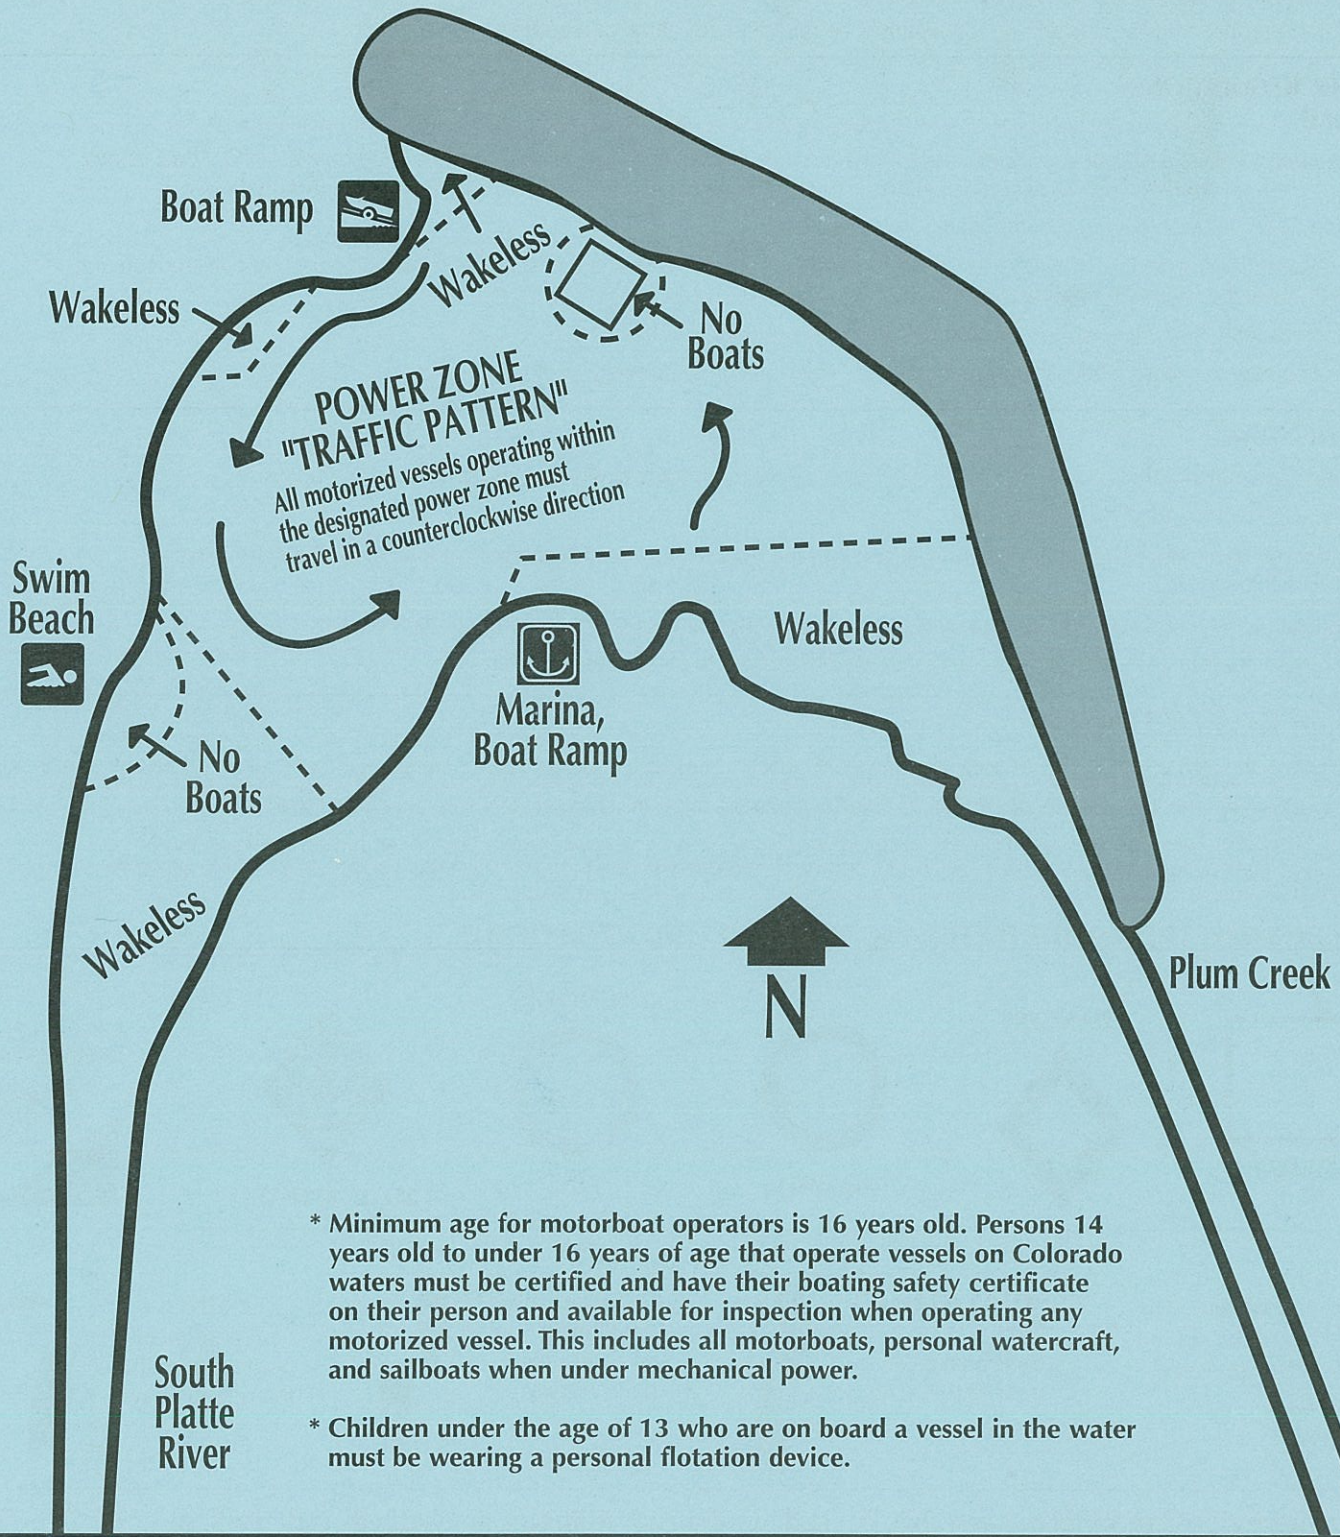 Boat Ramp
Wakeless
Wakeless
No
Boats
POWER ZONE
"TRAFFIC PATTERN"
All motorized vessels operating within
the designated power zone must
travel in a counterclockwise direction
Swim
Beach
Wakeless
Marina,
Boat Ramp
No
Boats
Wakeless
N
Plum Creek
* Minimum age for motorboat operators is 16 years old. Persons 14
years old to under 16 years of age that operate vessels on Colorado
waters must be certified and have their boating safety certificate
on their person and available for inspection when operating any
motorized vessel. This includes all motorboats, personal watercraft,
and sailboats when under mechanical power.
South
Platte
River
* Children under the age of 13 who are on board a vessel in the water
must be wearing a personal flotation device.